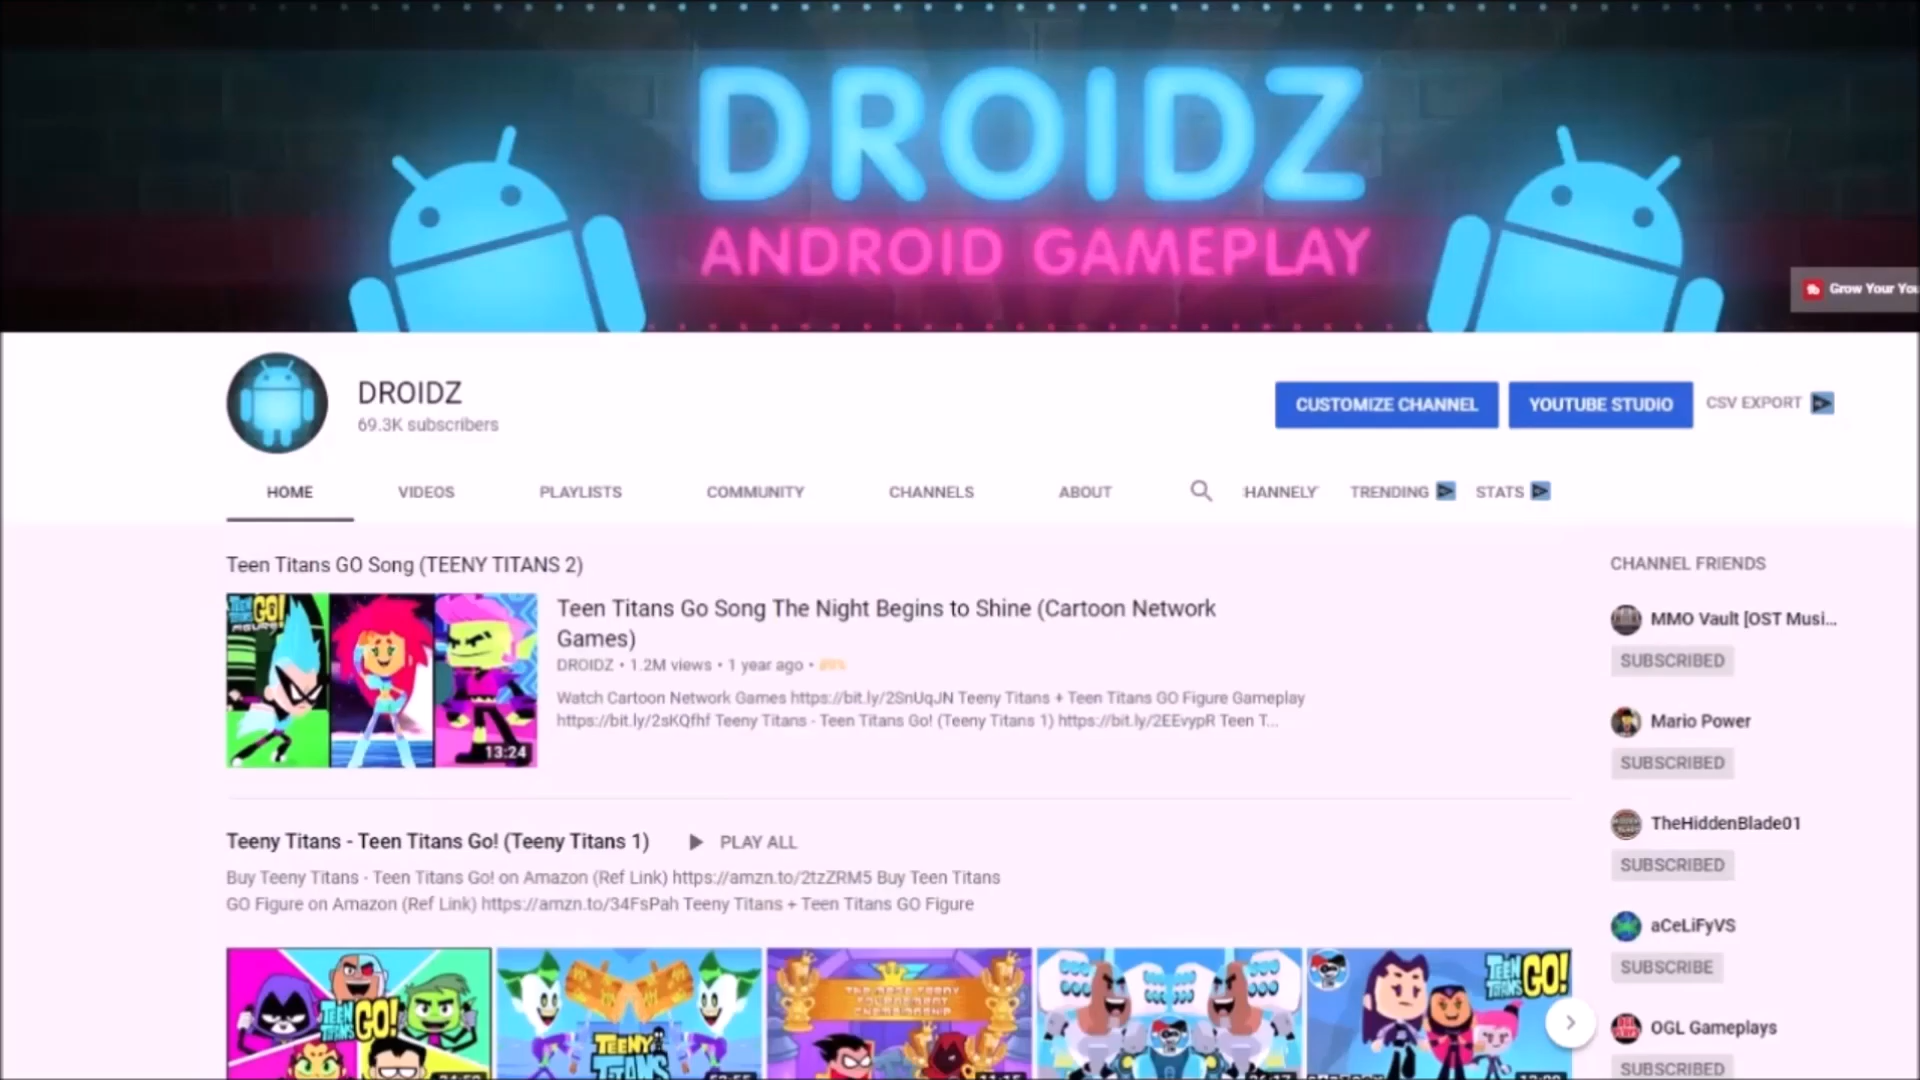 DROIDZ
ANDROID GAMEPLAY
Grow Your You
DROIDZ
69.3K subscribers
CUSTOMIZE CHANNEL
YOUTUBE STUDIO
CSV EXPORT
HOME
VIDEOS
PLAYLISTS
COMMUNITY
CHANNELS
ABOUT
HANNELY
TRENDING
STATS
Teen Titans GO Song (TEENY TITANS 2)
TEEN TITANS GO!
FIGURE
13:24
Teen Titans Go Song The Night Begins to Shine (Cartoon Network
Games)
DROIDZ • 1.2M views • 1 year ago •
Watch Cartoon Network Games https://bit.ly/2SnUqJN Teeny Titans + Teen Titans GO Figure Gameplay
https://bit.ly/2sKQfhf Teeny Titans - Teen Titans Go! (Teeny Titans 1) https://bit.ly/2EEvypR Teen T...
Teeny Titans - Teen Titans Go! (Teeny Titans 1)
PLAY ALL
Buy Teeny Titans - Teen Titans Go! on Amazon (Ref Link) https://amzn.to/2tzZRM5 Buy Teen Titans
GO Figure on Amazon (Ref Link) https://amzn.to/34FsPah Teeny Titans + Teen Titans GO Figure
TEEN TITANS GO!
TEENY TITANS
TEEN TITANS GO!
CHANNEL FRIENDS
MMO Vault [OST Musi...
SUBSCRIBED
Mario Power
SUBSCRIBED
TheHiddenBlade01
SUBSCRIBED
aCeLiFyVS
SUBSCRIBE
OGL Gameplays
SUBSCRIBED